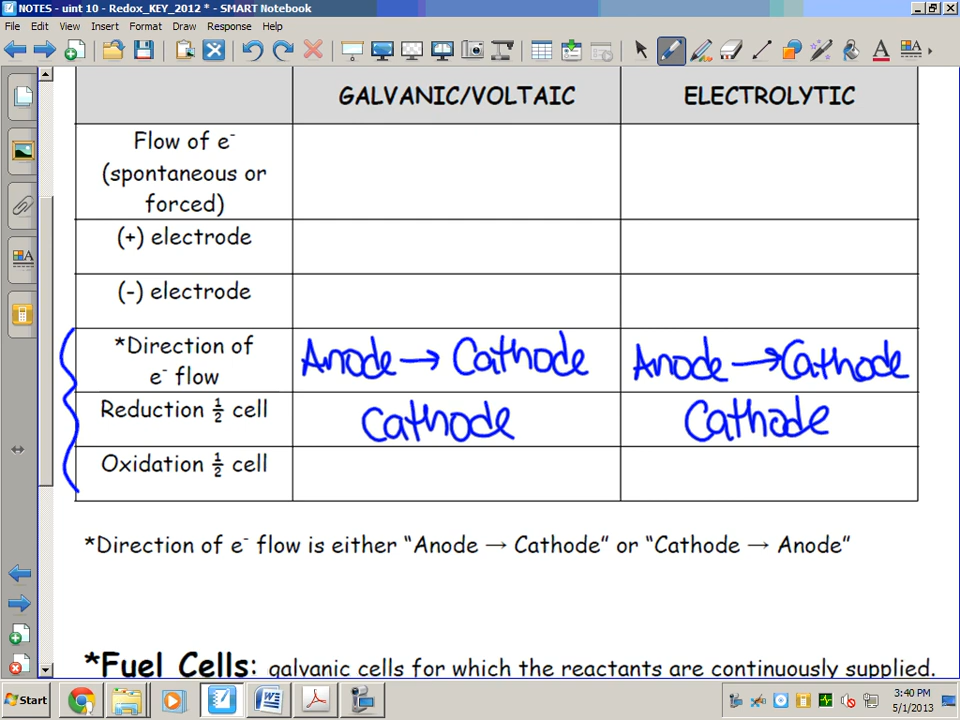 NOTES - uint 10 - Redox_KEY_2012 * - SMART Notebook
File Edit View Insert Format Draw Response Help
GALVANIC/VOLTAIC ELECTROLYTIC
Flow of e⁻
(spontaneous or
forced)
(+) electrode
(-) electrode
*Direction of
e⁻ flow
Anode → Cathode Anode → Cathode
Reduction ½ cell Cathode Cathode
Oxidation ½ cell
*Direction of e⁻ flow is either “Anode → Cathode” or “Cathode → Anode”
*Fuel Cells: galvanic cells for which the reactants are continuously supplied.
Start
3:40 PM
5/1/2013